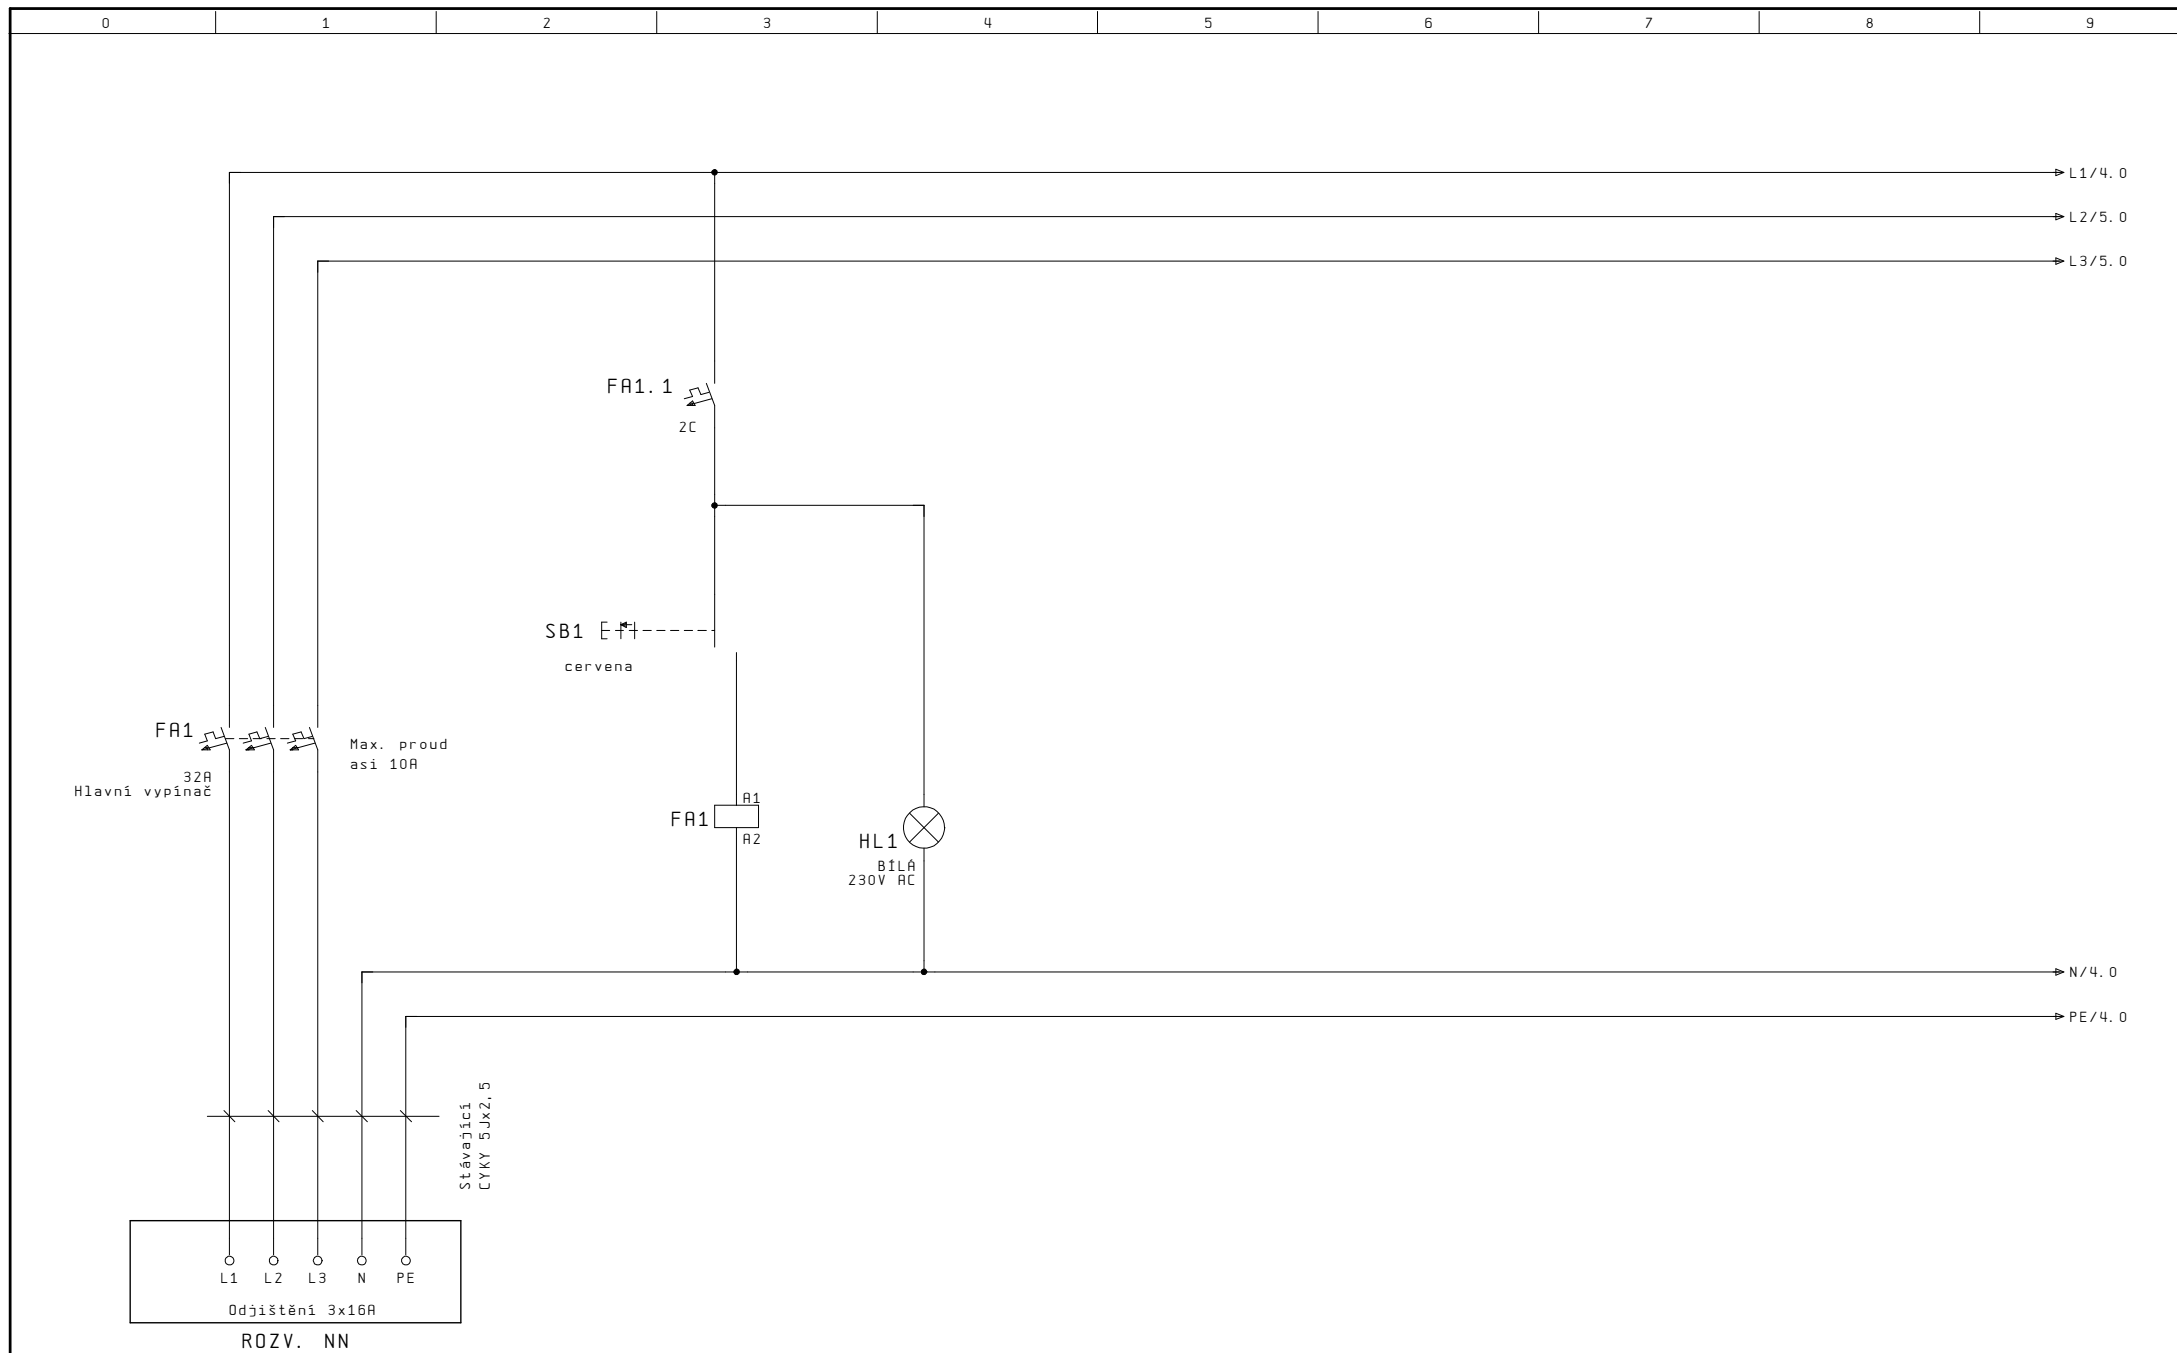 0 1 2 3 4 5 6 7 8 9
L1/4.0
L2/5.0
L3/5.0
FA1.1
2C
SB1
cervena
FA1
32A
Hlavní vypínač
Max. proud
asi 10A
A1
FA1
A2
HL1
BÍLÁ
230V AC
N/4.0
PE/4.0
Stávající
CYKY 5Jx2,5
L1 L2 L3 N PE
Odjištění 3x16A
ROZV. NN